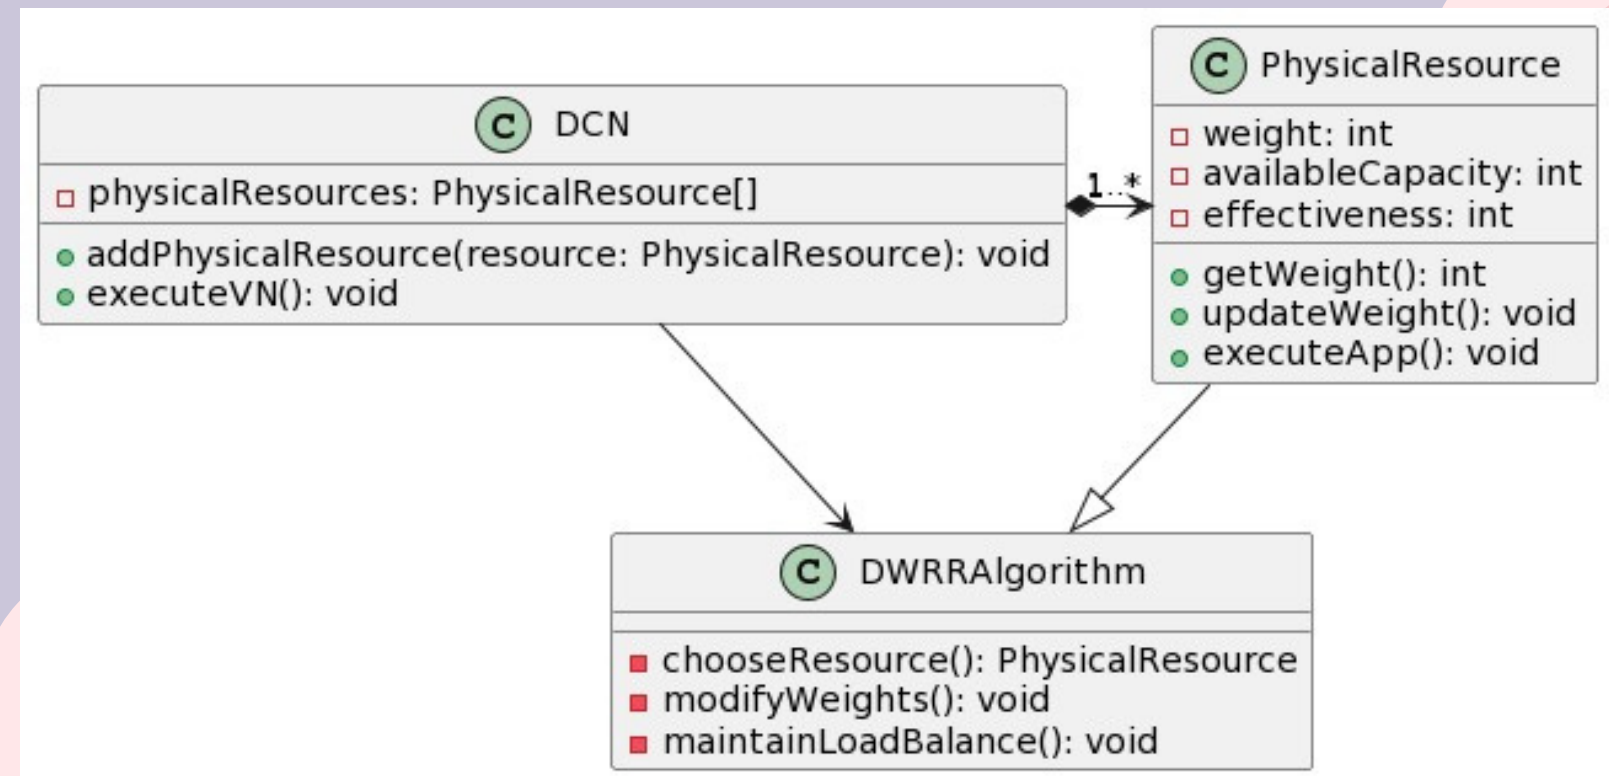 C DCN
physicalResources: PhysicalResource[]
addPhysicalResource(resource: PhysicalResource): void
executeVN(): void
1..*
C PhysicalResource
weight: int
availableCapacity: int
effectiveness: int
getWeight(): int
updateWeight(): void
executeApp(): void
C DWRRAlgorithm
chooseResource(): PhysicalResource
modifyWeights(): void
maintainLoadBalance(): void